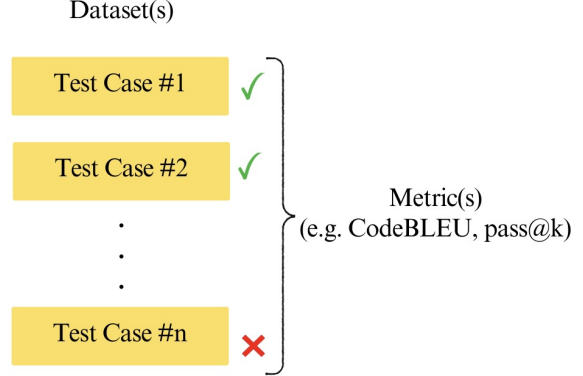 Dataset(s)
Test Case #1
Test Case #2
Test Case #n
Metric(s)
(e.g. CodeBLEU, pass@k)